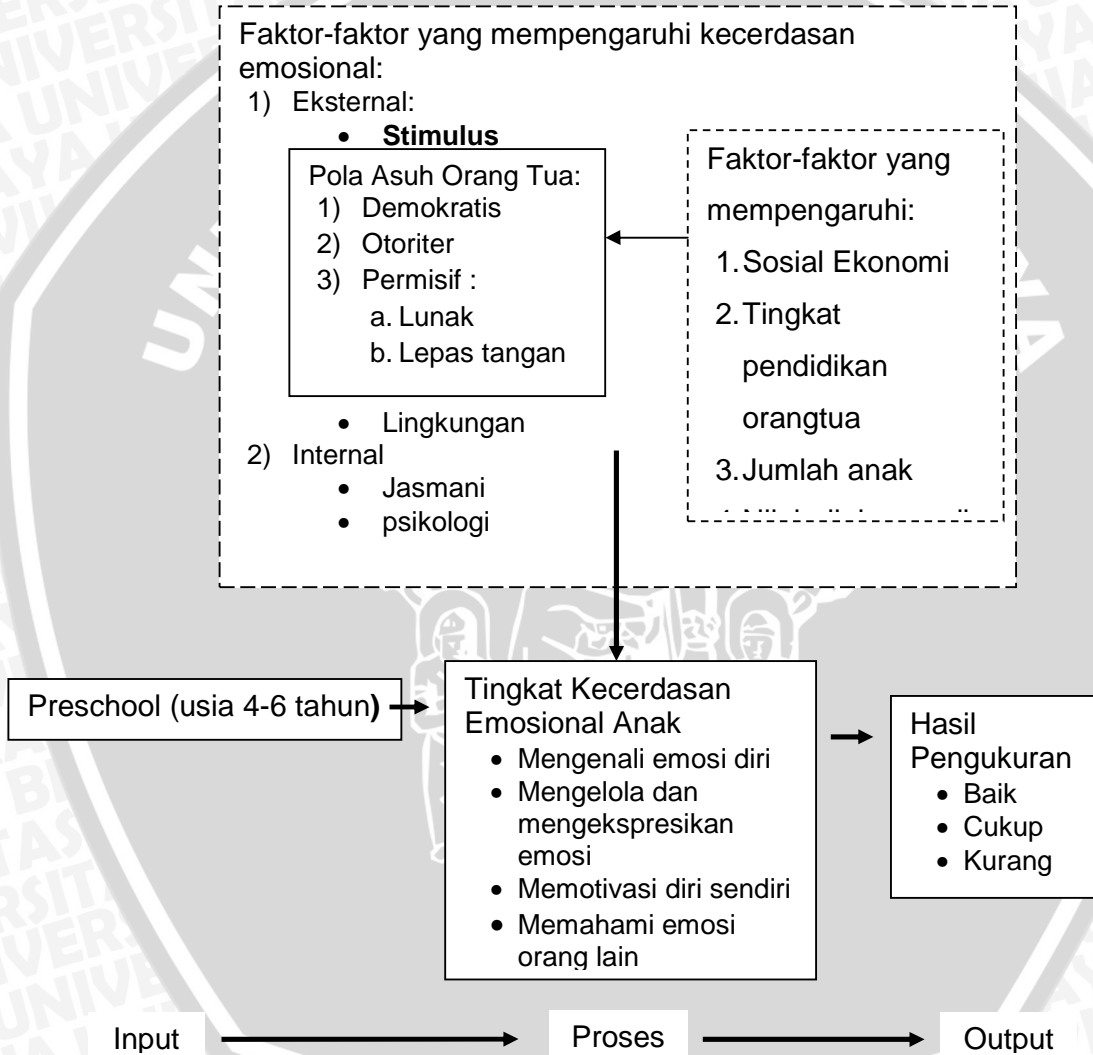 Faktor-faktor yang mempengaruhi kecerdasan
emosional:
1) Eksternal:
• Stimulus
Pola Asuh Orang Tua:
1) Demokratis
2) Otoriter
3) Permisif :
a. Lunak
b. Lepas tangan
• Lingkungan
2) Internal
• Jasmani
• psikologi
Faktor-faktor yang
mempengaruhi:
1. Sosial Ekonomi
2. Tingkat
pendidikan
orangtua
3. Jumlah anak
Preschool (usia 4-6 tahun)
Tingkat Kecerdasan
Emosional Anak
• Mengenali emosi diri
• Mengelola dan
mengekspresikan
emosi
• Memotivasi diri sendiri
• Memahami emosi
orang lain
Hasil
Pengukuran
• Baik
• Cukup
• Kurang
Input
Proses
Output